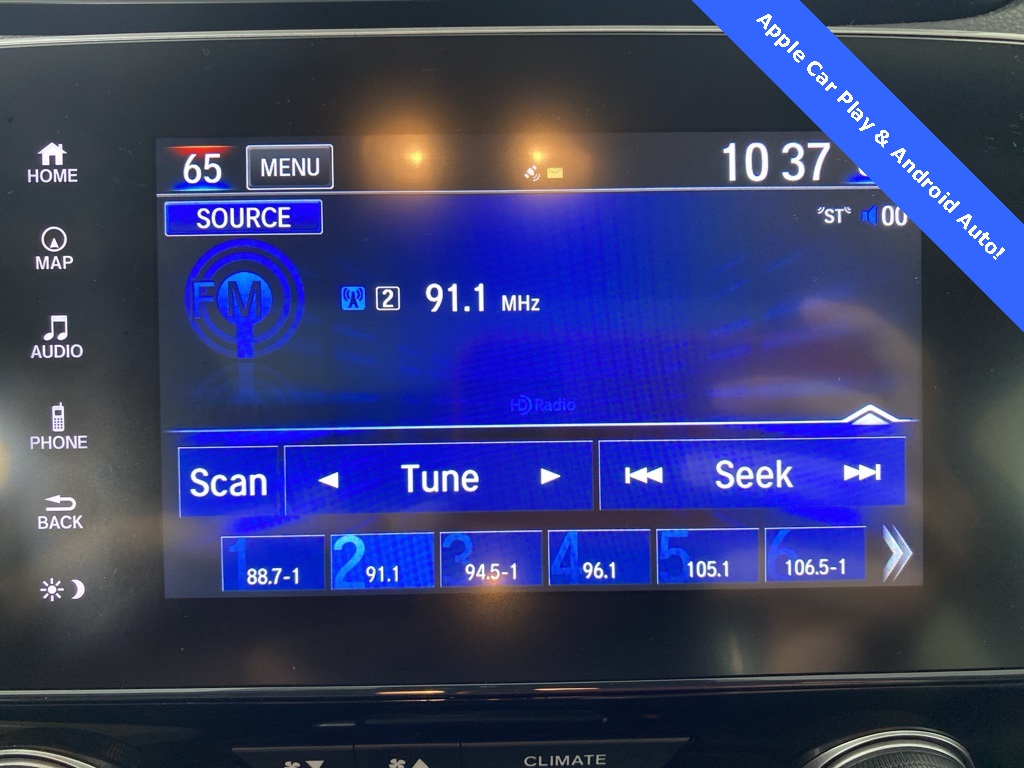 Apple Car Play & Android Auto!
65 MENU 10 37
SOURCE
ST 00
FM
2 91.1 MHz
HD Radio
Scan Tune Seek
1 88.7-1
2 91.1
3 94.5-1
4 96.1
5 105.1
6 106.5-1
HOME
MAP
AUDIO
PHONE
BACK
CLIMATE